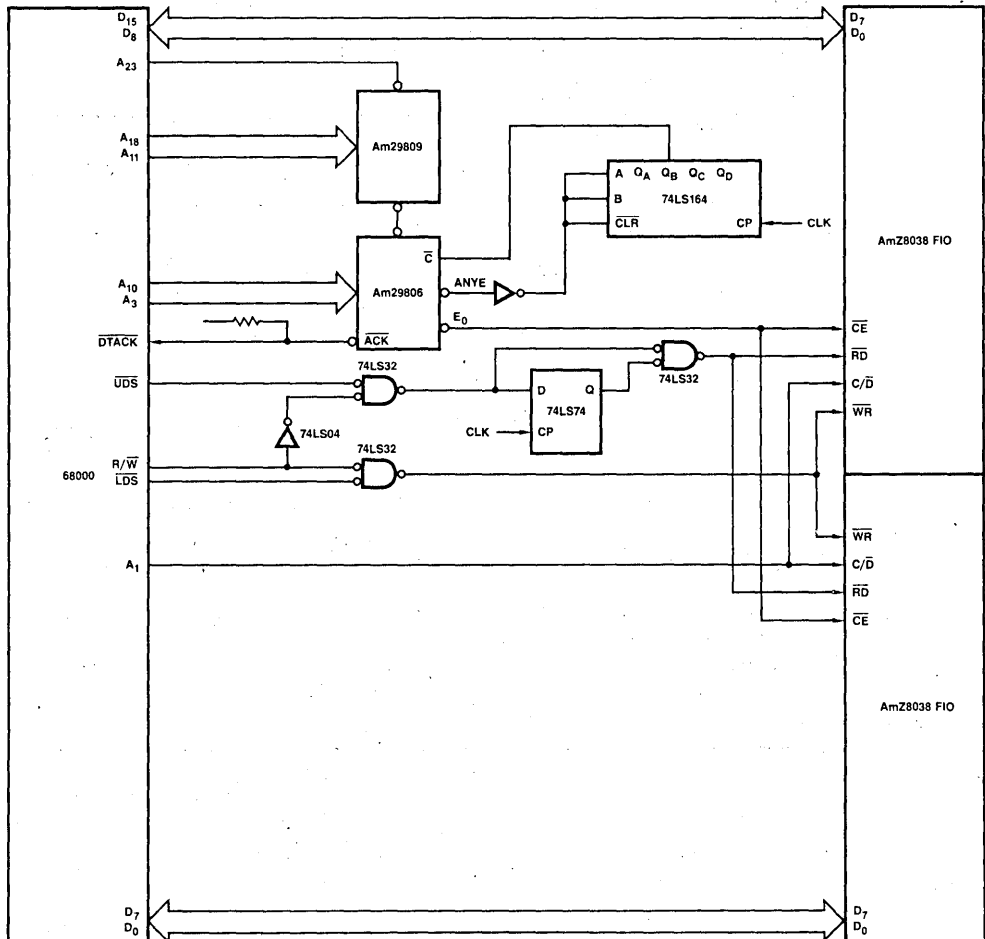 D15
D8
D7
D0
A23
A18
A11
Am29809
A QA QB QC QD
B 74LS164
CLR CP CLK
AmZ8038 FIO
C
A10
A3
Am29806
ANYE
E0
CE
DTACK
ACK
RD
74LS32
74LS32
UDS
D Q
C/D
74LS74
WR
CLK
CP
74LS04
74LS32
R/W
LDS
68000
WR
A1
C/D
RD
CE
AmZ8038 FIO
D7
D0
D7
D0